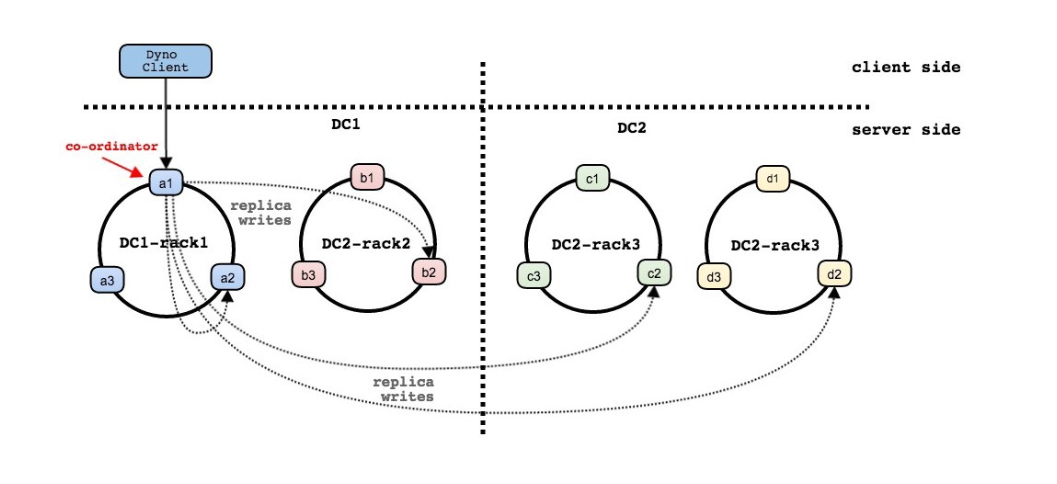 Dyno
Client
client side
DC1
DC2
server side
co-ordinator
a1
b1
c1
d1
replica
writes
DC1-rack1
DC2-rack2
DC2-rack3
DC2-rack3
a3
a2
b3
b2
c3
c2
d3
d2
replica
writes